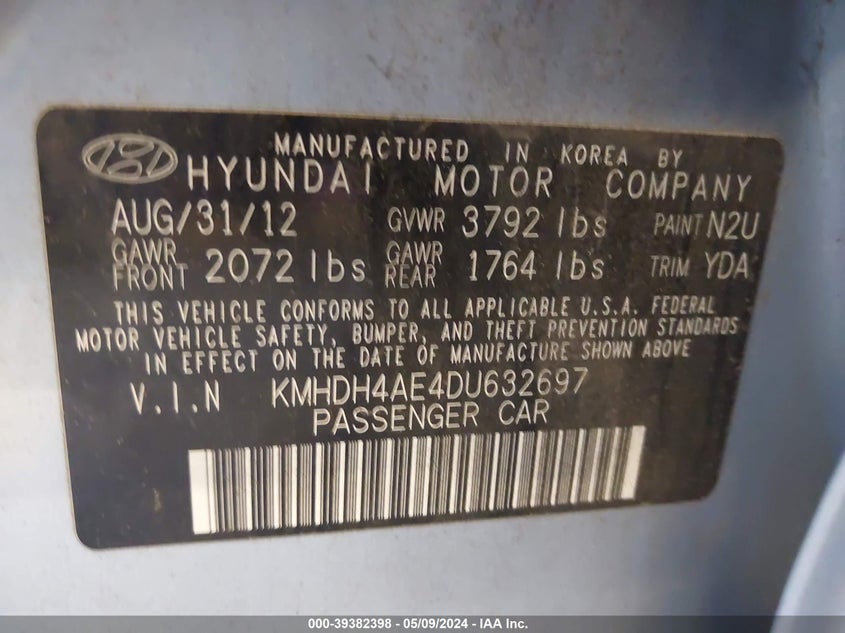 MANUFACTURED IN KOREA BY
HYUNDAI MOTOR COMPANY
AUG/31/12 GVWR 3792 lbs PAINT N2U
GAWR FRONT 2072 lbs GAWR REAR 1764 lbs TRIM YDA
THIS VEHICLE CONFORMS TO ALL APPLICABLE U.S.A. FEDERAL
MOTOR VEHICLE SAFETY, BUMPER, AND THEFT PREVENTION STANDARDS
IN EFFECT ON THE DATE OF MANUFACTURE SHOWN ABOVE
V.I.N KMHDH4AE4DU632697
PASSENGER CAR
000-39382398 - 05/09/2024 - IAA Inc.